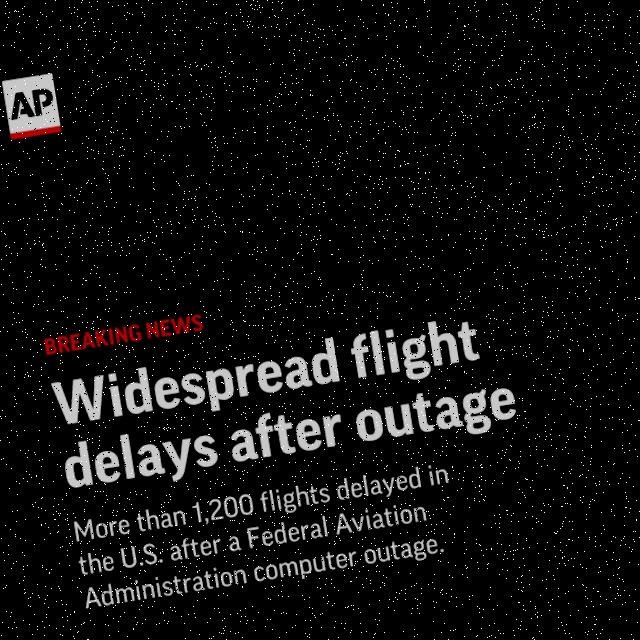 AP
BREAKING NEWS
Widespread flight
delays after outage
More than 1,200 flights delayed in
the U.S. after a Federal Aviation
Administration computer outage.